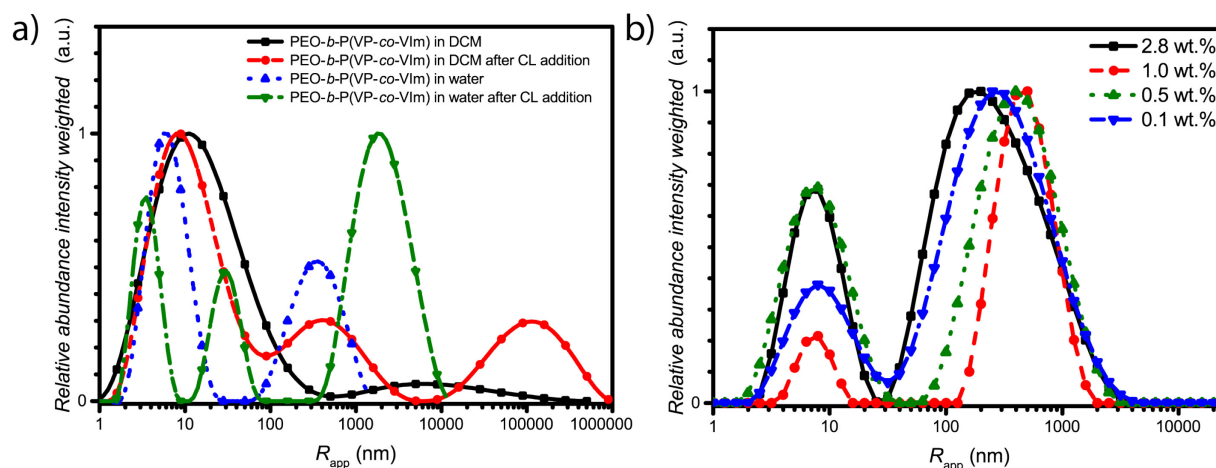 a)
Relative abundance intensity weighted (a.u.)
PEO-b-P(VP-co-VIm) in DCM
PEO-b-P(VP-co-VIm) in DCM after CL addition
PEO-b-P(VP-co-VIm) in water
PEO-b-P(VP-co-VIm) in water after CL addition
1
0
1 10 100 1000 10000 100000 1000000
Rapp (nm)
b)
Relative abundance intensity weighted (a.u.)
2.8 wt.%
1.0 wt.%
0.5 wt.%
0.1 wt.%
1
0
1 10 100 1000 10000
Rapp (nm)